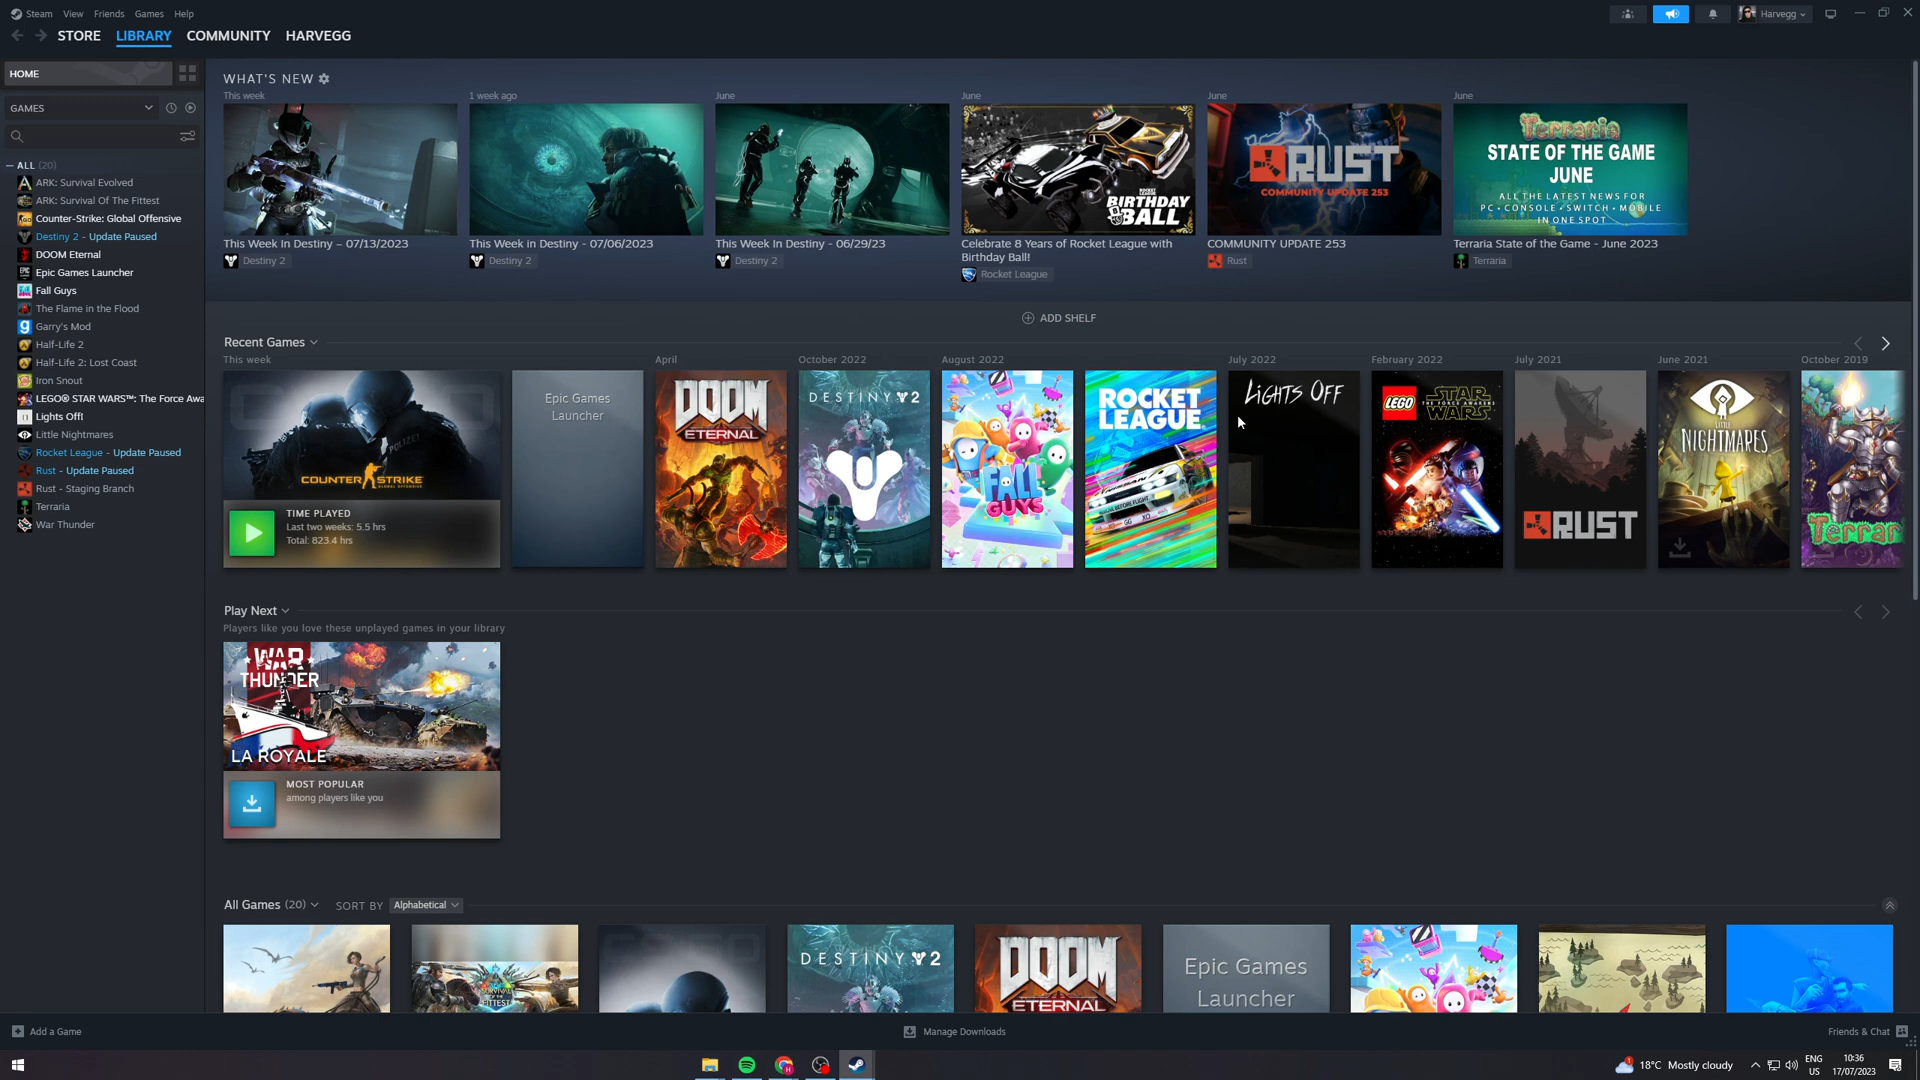 Steam View Friends Games Help
Harvegg
STORE LIBRARY COMMUNITY HARVEGG
HOME
GAMES
ALL (20)
ARK: Survival Evolved
ARK: Survival Of The Fittest
Counter-Strike: Global Offensive
Destiny 2 - Update Paused
DOOM Eternal
Epic Games Launcher
Fall Guys
The Flame in the Flood
Garry's Mod
Half-Life 2
Half-Life 2: Lost Coast
Iron Snout
LEGO® STAR WARS™: The Force Awa
Lights Off!
Little Nightmares
Rocket League - Update Paused
Rust - Update Paused
Rust - Staging Branch
Terraria
War Thunder
WHAT'S NEW
This week
This Week In Destiny – 07/13/2023
Destiny 2
1 week ago
This Week in Destiny - 07/06/2023
Destiny 2
June
This Week In Destiny - 06/29/23
Destiny 2
June
ROCKET LEAGUE
BIRTHDAY
BALL
Celebrate 8 Years of Rocket League with
Birthday Ball!
Rocket League
June
RUST
COMMUNITY UPDATE 253
COMMUNITY UPDATE 253
Rust
June
Terraria
STATE OF THE GAME
JUNE
ALL THE LATEST NEWS FOR
PC • CONSOLE • SWITCH • MOBILE
IN ONE SPOT
Terraria State of the Game - June 2023
Terraria
ADD SHELF
Recent Games
This week
POLIZEI
COUNTER STRIKE
GLOBAL OFFENSIVE
TIME PLAYED
Last two weeks: 5.5 hrs
Total: 823.4 hrs
Epic Games
Launcher
April
DOOM
ETERNAL
October 2022
DESTINY 2
August 2022
FALL
GUYS
ROCKET
LEAGUE
July 2022
LIGHTS OFF
February 2022
LEGO STAR WARS
THE FORCE AWAKENS
July 2021
RUST
June 2021
LITTLE
NIGHTMARES
October 2019
Terrar
Play Next
Players like you love these unplayed games in your library
WAR
THUNDER
LA ROYALE
MOST POPULAR
among players like you
All Games (20) SORT BY Alphabetical
SURVIVAL
OF THE
FITTEST
DESTINY 2
DOOM
ETERNAL
Epic Games
Launcher
Add a Game
Manage Downloads
Friends & Chat
1
18°C Mostly cloudy
ENG
US
10:36
17/07/2023